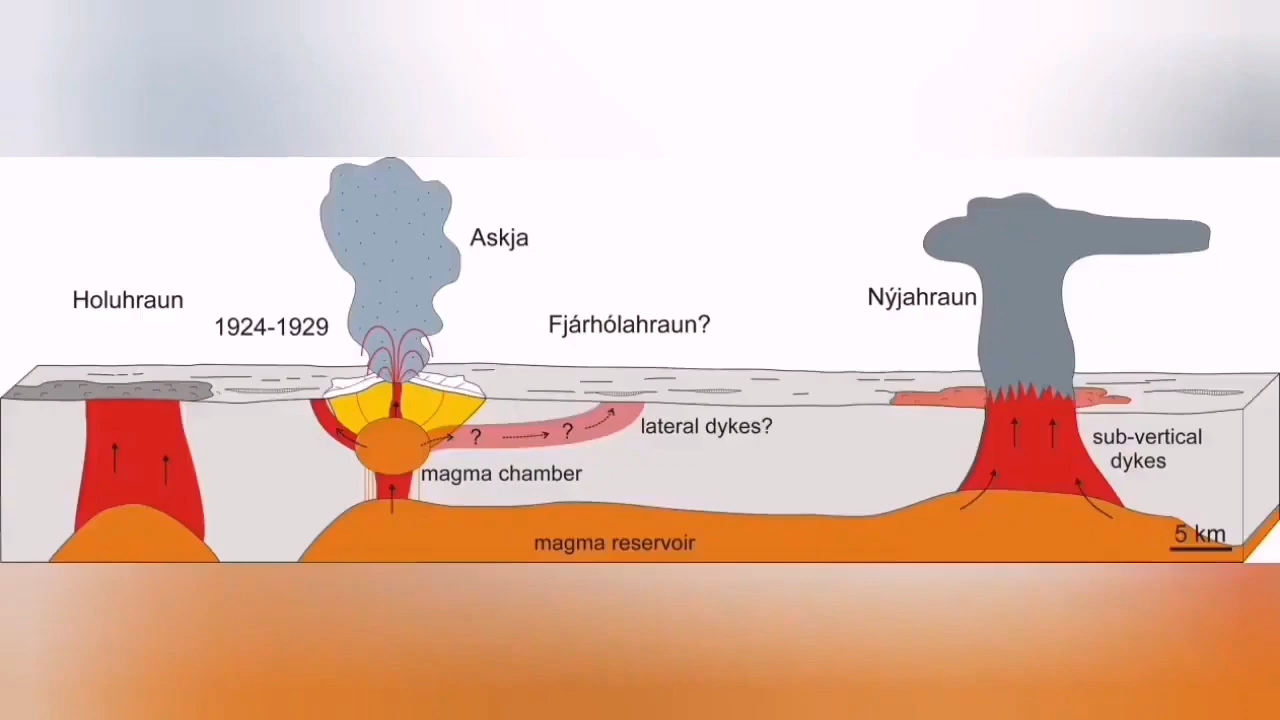 Askja
Holuhraun
Nýjahraun
1924-1929
Fjárhólahraun?
lateral dykes?
?
?
sub-vertical
dykes
magma chamber
magma reservoir
5 km